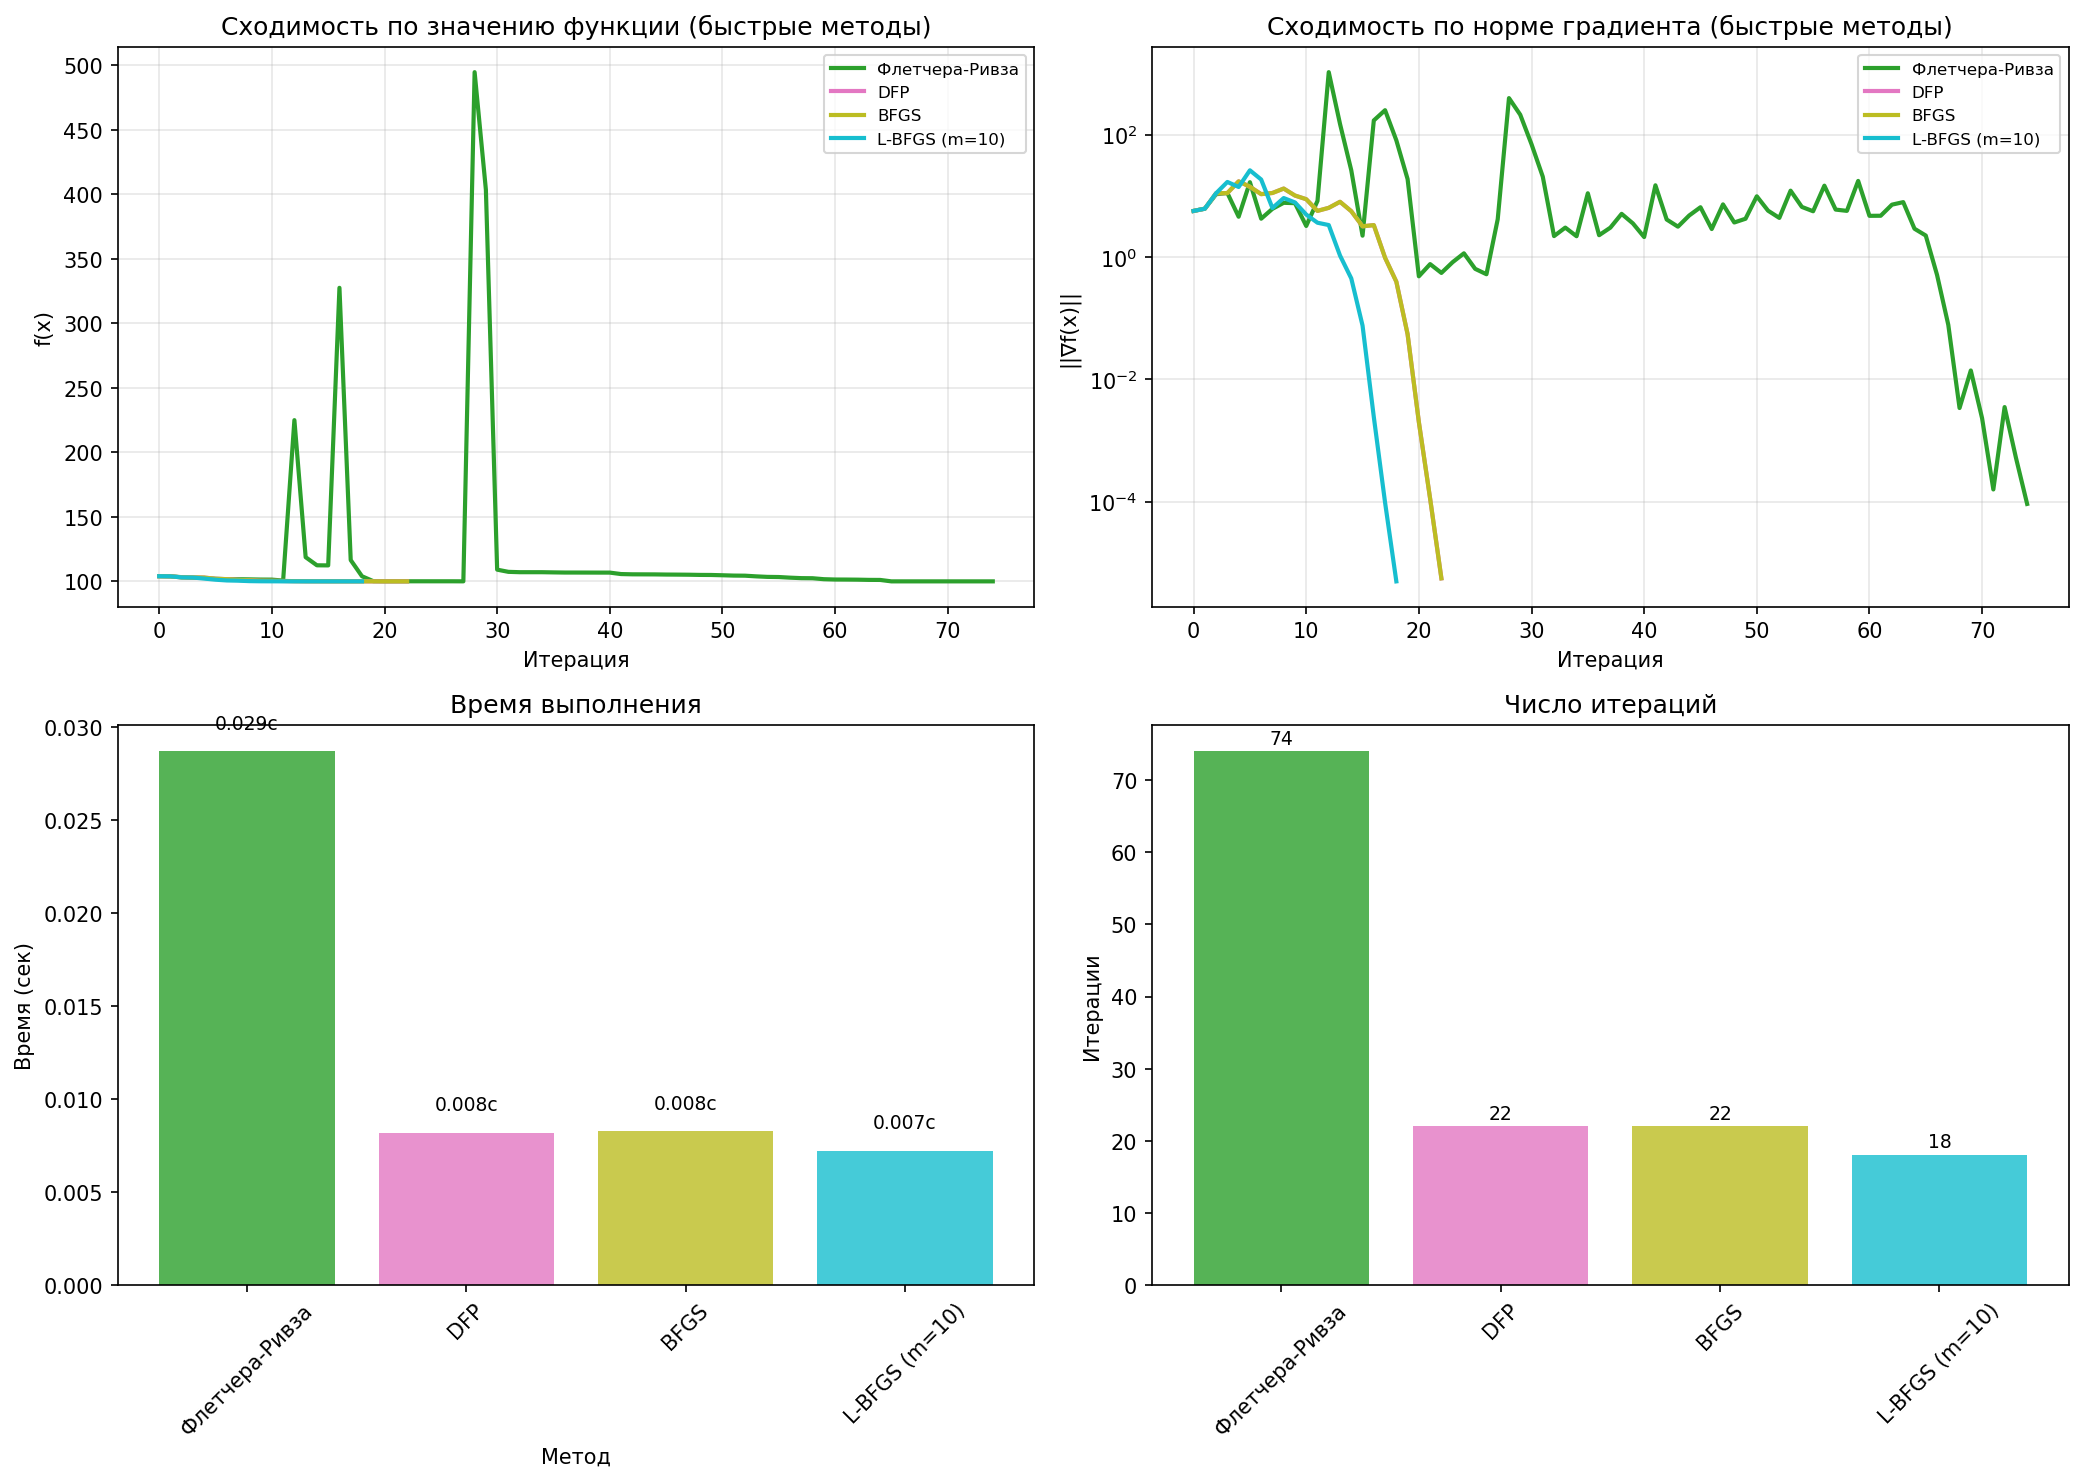 Сходимость по значению функции (быстрые методы)
f(x)
500
450
400
350
300
250
200
150
100
0 10 20 30 40 50 60 70
Итерация
Флетчера-Ривза
DFP
BFGS
L-BFGS (m=10)
Сходимость по норме градиента (быстрые методы)
||∇f(x)||
10²
10⁰
10⁻²
10⁻⁴
0 10 20 30 40 50 60 70
Итерация
Флетчера-Ривза
DFP
BFGS
L-BFGS (m=10)
Время выполнения
Время (сек)
0.030
0.025
0.020
0.015
0.010
0.005
0.000
0.029с
0.008с
0.008с
0.007с
Флетчера-Ривза
DFP
BFGS
L-BFGS (m=10)
Метод
Число итераций
Итерации
70
60
50
40
30
20
10
0
74
22
22
18
Флетчера-Ривза
DFP
BFGS
L-BFGS (m=10)